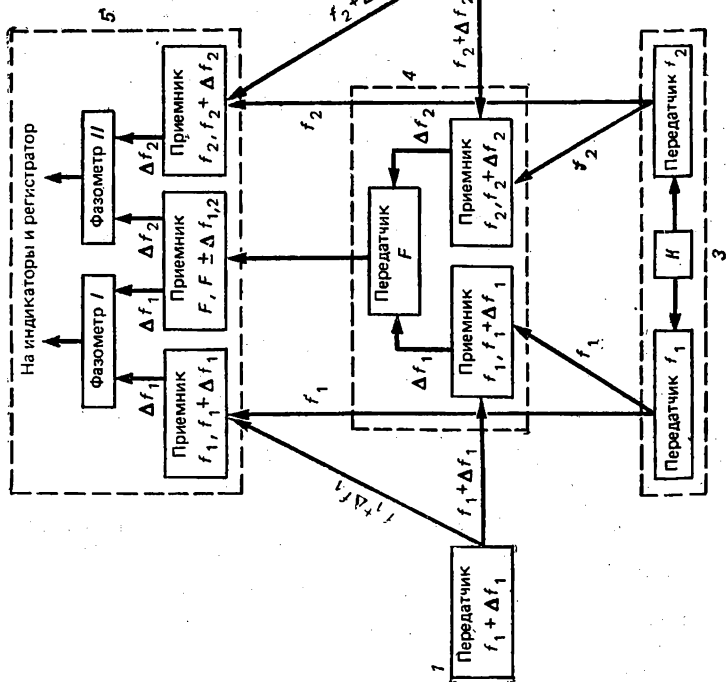 На индикаторы и регистратор
5
Фазометр I
Фазометр II
Δf1
Δf1
Δf2
Δf2
Приемник
f1, f1+Δf1
Приемник
F, F ± Δf1,2
Приемник
f2, f2+Δf2
f1+Δf1
f1
f2
4
Передатчик
F
Δf1
Δf2
Приемник
f1, f1+Δf1
Приемник
f2, f2+Δf2
1
Передатчик
f1+Δf1
f1+Δf1
f2+Δf2
f1
f2
Передатчик f1
Н
Передатчик f2
3